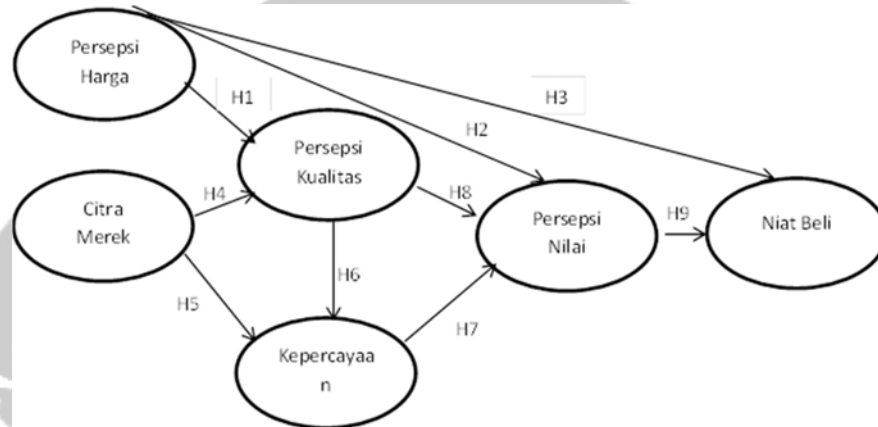 Persepsi
Harga
H1
H3
H2
Persepsi
Kualitas
Citra
Merek
H4
H8
Persepsi
Nilai
H9
Niat Beli
H5
H6
H7
Kepercayaa
n